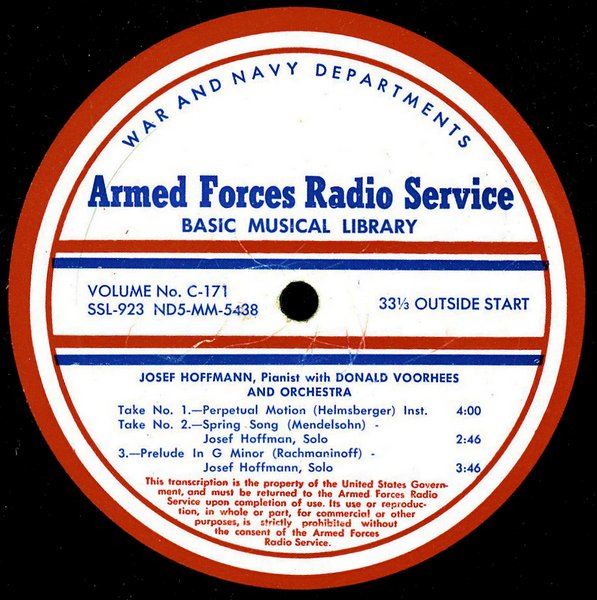 WAR AND NAVY DEPARTMENTS
Armed Forces Radio Service
BASIC MUSICAL LIBRARY
VOLUME No. C-171
SSL-923 ND5-MM-5438
33⅓ OUTSIDE START
JOSEF HOFFMANN, Pianist with DONALD VOORHEES
AND ORCHESTRA
Take No. 1.—Perpetual Motion (Helmsberger) Inst. 4:00
Take No. 2.—Spring Song (Mendelsohn) -
Josef Hoffman, Solo 2:46
3.—Prelude In G Minor (Rachmaninoff) -
Josef Hoffmann, Solo 3:46
This transcription is the property of the United States Govern-
ment, and must be returned to the Armed Forces Radio
Service upon completion of use. Its use or reproduc-
tion, in whole or part, for commercial or other
purposes, is strictly prohibited without
the consent of the Armed Forces
Radio Service.